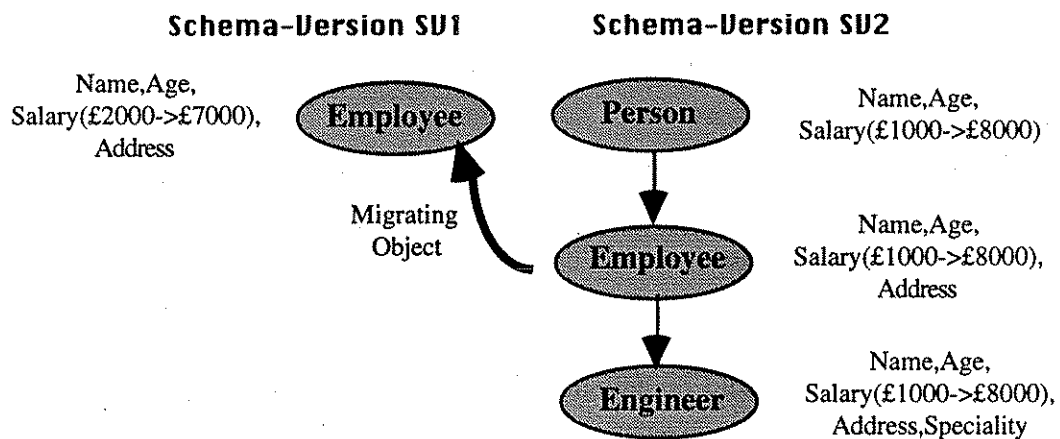 Schema-Version SV1
Schema-Version SV2
Name,Age,
Salary(£2000->£7000),
Address
Employee
Person
Name,Age,
Salary(£1000->£8000)
Migrating
Object
Employee
Name,Age,
Salary(£1000->£8000),
Address
Engineer
Name,Age,
Salary(£1000->£8000),
Address,Speciality